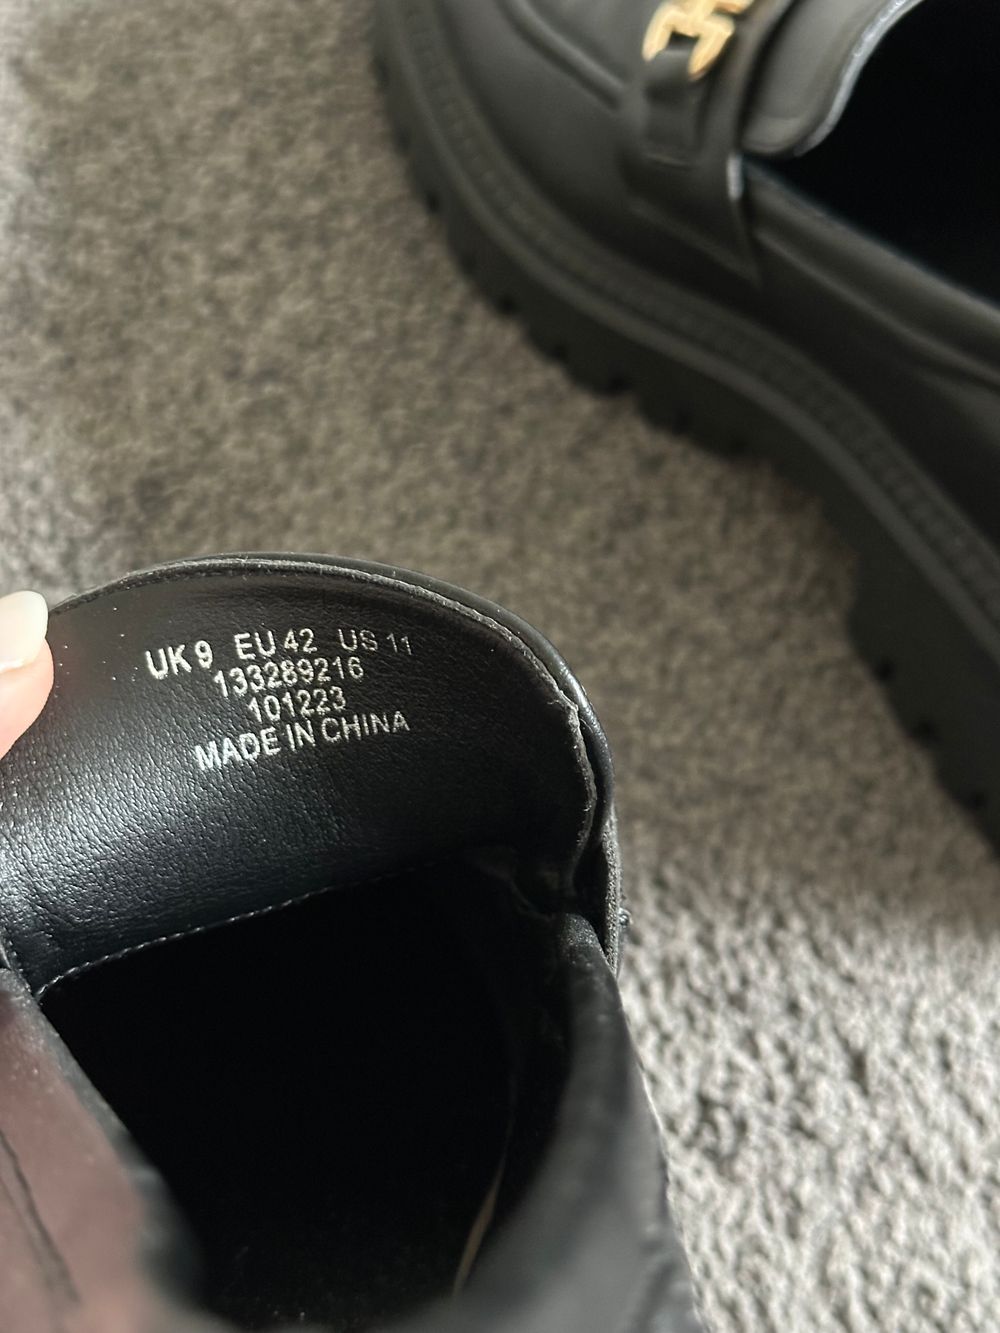 UK 9 EU 42 US 11
133289216
101223
MADE IN CHINA